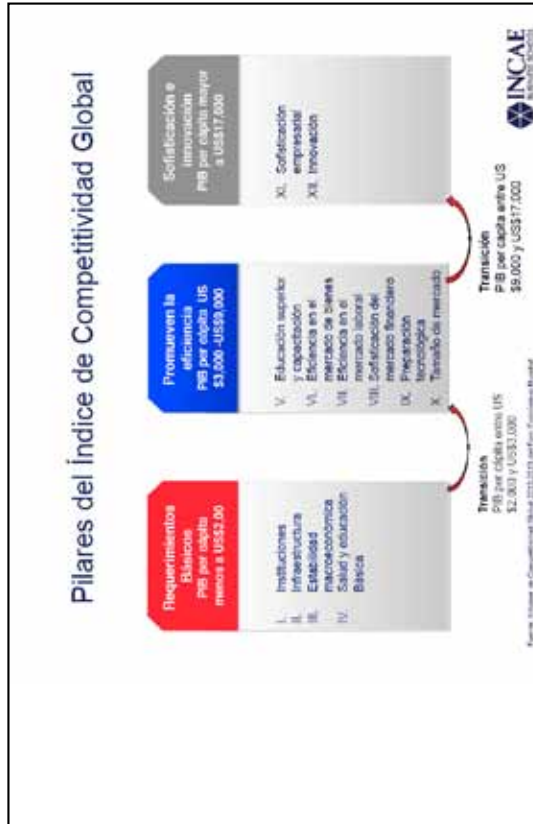 Pilares del Índice de Competitividad Global
Requerimientos
Básicos
PIB per cápita
menos a US$2,00
I. Instituciones
II. Infraestructura
III. Estabilidad
macroeconómica
IV. Salud y educación
Básica
Transición
PIB per cápita entre US
$2,000 y US$3,000
Promueven la
eficiencia
PIB per cápita US
$3,000 -US$9,000
V. Educación superior
y capacitación
VI. Eficiencia en el
mercado de bienes
VII. Eficiencia en el
mercado laboral
VIII. Sofisticación del
mercado financiero
IX. Preparación
tecnológica
X. Tamaño de mercado
Transición
PIB per capita entre US
$9,000 y US$17,000
Sofisticación e
innovación
PIB per cápita mayor
a US$17,000
XI. Sofisticación
empresarial
XII. Innovación
INCAE
BUSINESS SCHOOL